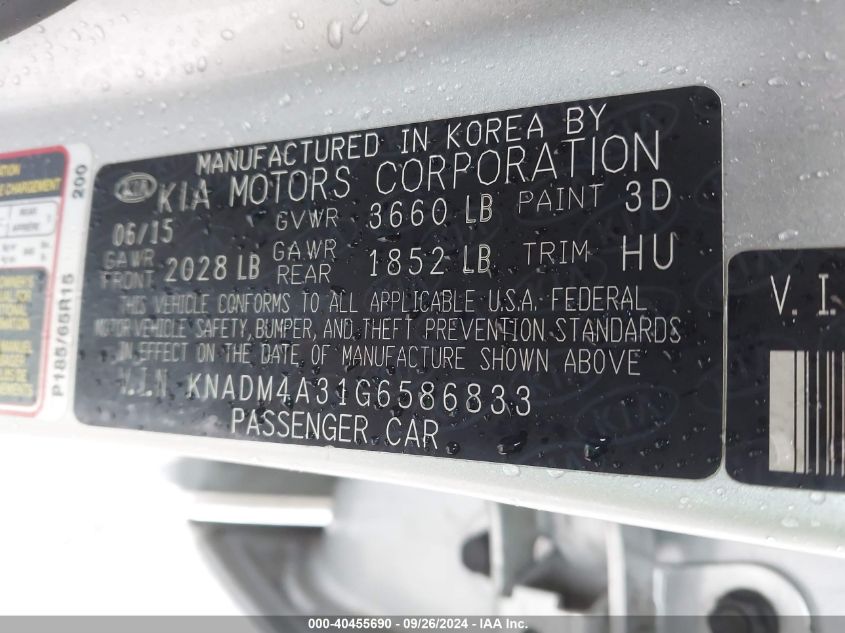 MANUFACTURED IN KOREA BY
KIA KIA MOTORS CORPORATION
06/15 GVWR 3660 LB PAINT 3D
GAWR FRONT 2028 LB GAWR REAR 1852 LB TRIM HU
THIS VEHICLE CONFORMS TO ALL APPLICABLE U.S.A. FEDERAL
MOTOR VEHICLE SAFETY, BUMPER, AND THEFT PREVENTION STANDARDS
IN EFFECT ON THE DATE OF MANUFACTURE SHOWN ABOVE
V.I.N KNADM4A31G6586833
PASSENGER CAR
200
P185/65R15
REAR
V. I.
000-40455690 - 09/26/2024 - IAA Inc.